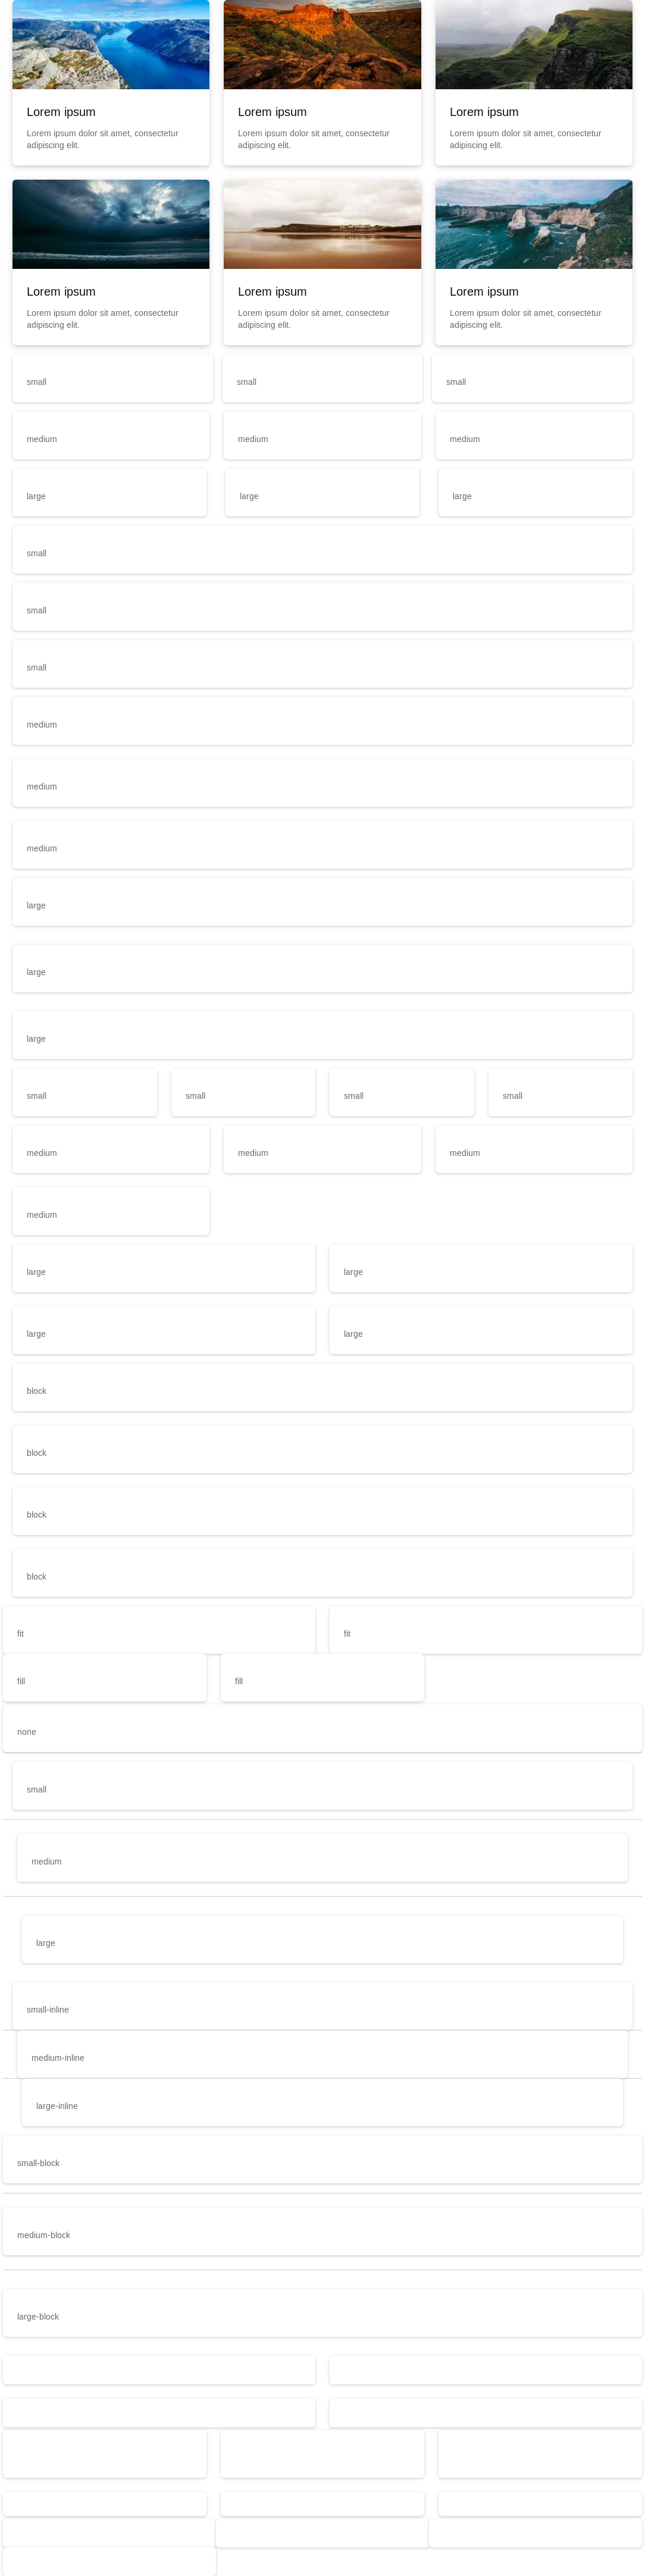 Lorem ipsum
Lorem ipsum
Lorem ipsum
Lorem ipsum dolor sit amet, consectetur
adipiscing elit.
Lorem ipsum dolor sit amet, consectetur
adipiscing elit.
Lorem ipsum dolor sit amet, consectetur
adipiscing elit.
Lorem ipsum
Lorem ipsum
Lorem ipsum
Lorem ipsum dolor sit amet, consectetur
adipiscing elit.
Lorem ipsum dolor sit amet, consectetur
adipiscing elit.
Lorem ipsum dolor sit amet, consectetur
adipiscing elit.
small
small
small
medium
medium
medium
large
large
large
small
small
small
medium
medium
medium
large
large
large
small
small
small
small
medium
medium
medium
medium
large
large
large
large
block
block
block
block
fit
fit
fill
fill
none
small
medium
large
small-inline
medium-inline
large-inline
small-block
medium-block
large-block